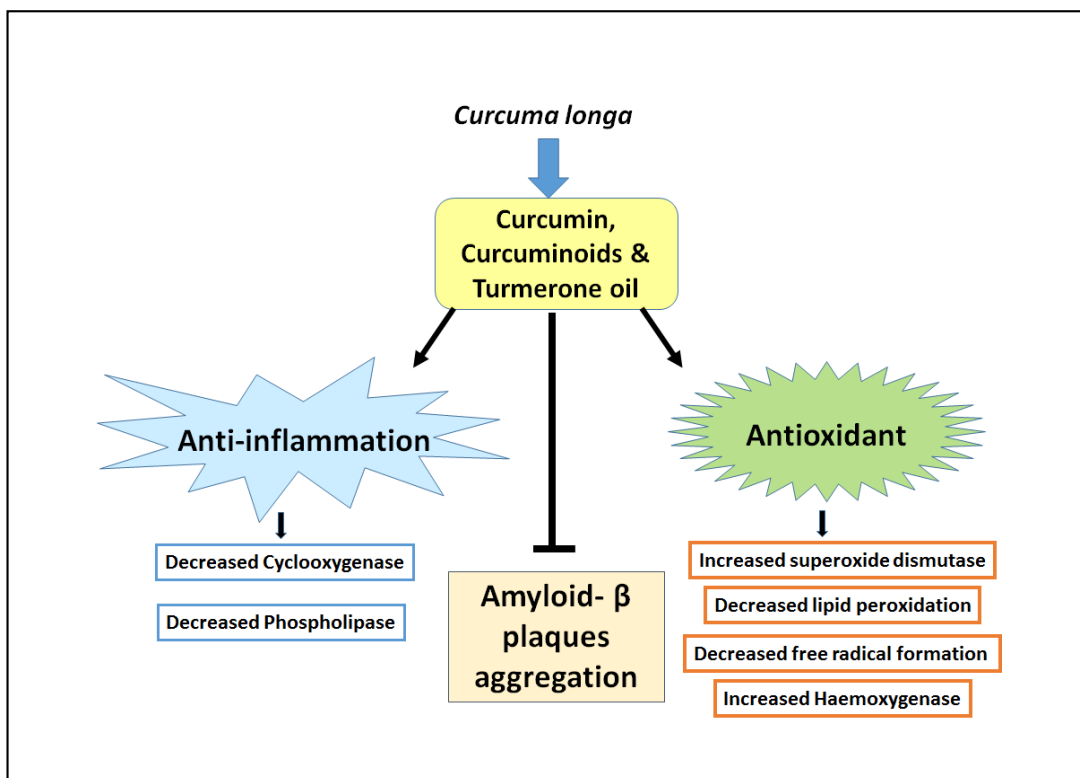 Curcuma longa
Curcumin,
Curcuminoids &
Turmerone oil
Anti-inflammation
Antioxidant
Decreased Cyclooxygenase
Decreased Phospholipase
Amyloid- β
plaques
aggregation
Increased superoxide dismutase
Decreased lipid peroxidation
Decreased free radical formation
Increased Haemoxygenase